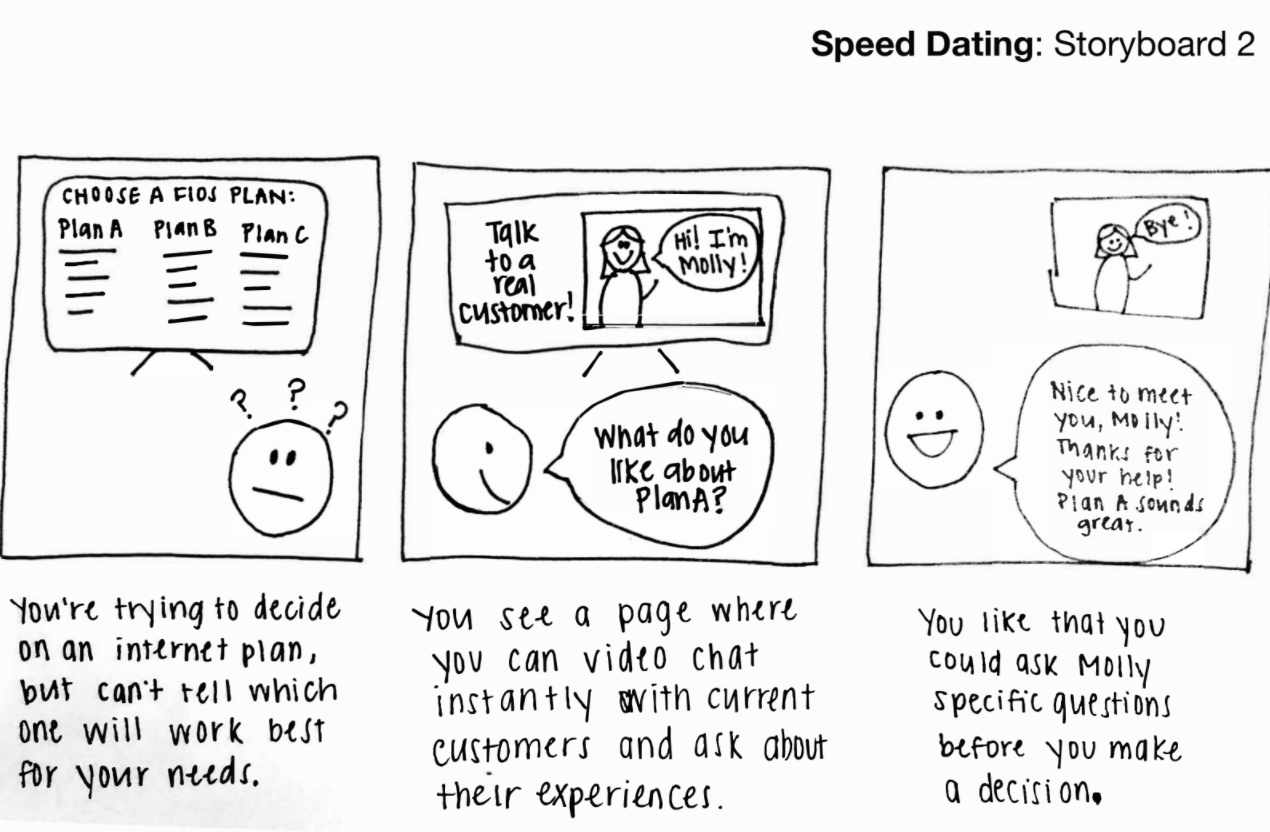 Speed Dating: Storyboard 2
CHOOSE A FIOS PLAN:
Plan A Plan B Plan C
? ? ?
You're trying to decide
on an internet plan,
but can't tell which
one will work best
for your needs.
Talk
to a
real
customer!
Hi! I'm
Molly!
What do you
like about
Plan A?
You see a page where
you can video chat
instantly with current
customers and ask about
their experiences.
Bye!
Nice to meet
you, Molly!
Thanks for
your help!
Plan A sounds
great.
You like that you
could ask Molly
specific questions
before you make
a decision.